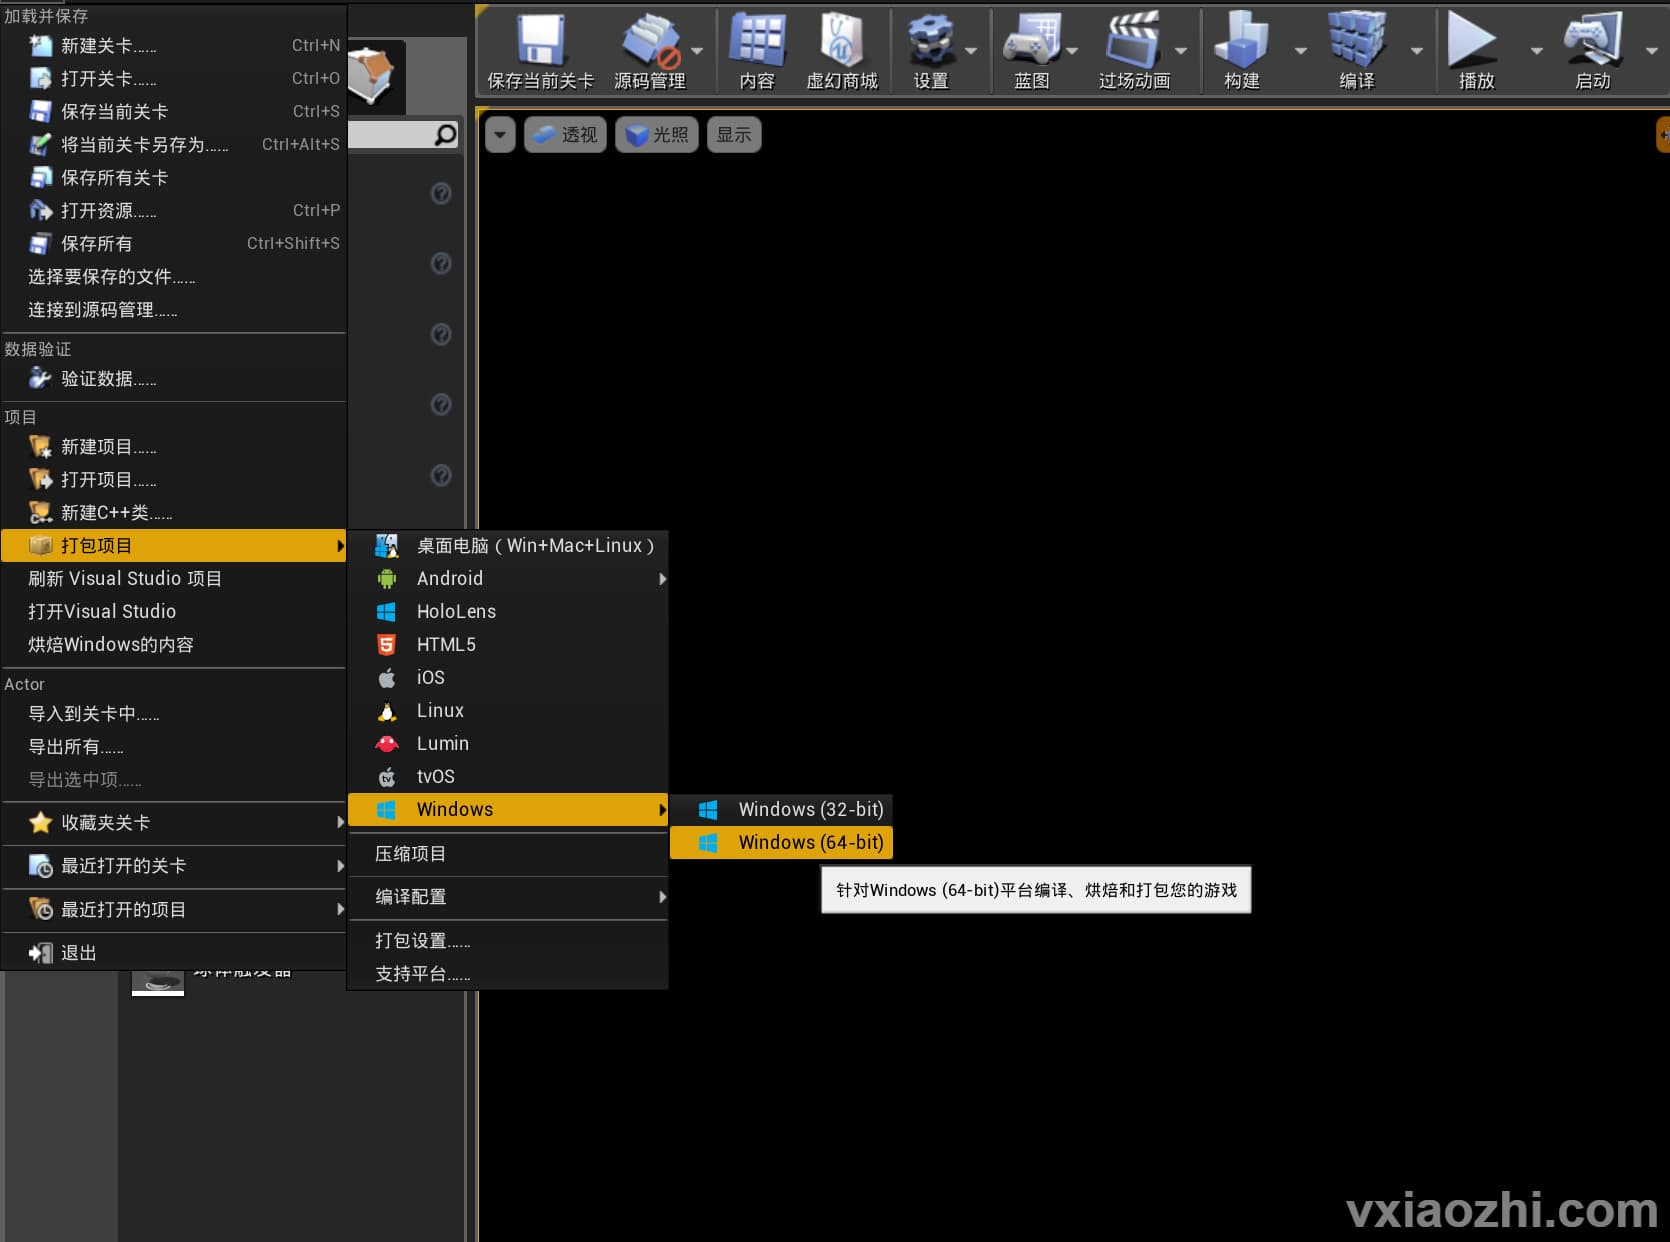 加载并保存
新建关卡...... Ctrl+N
打开关卡...... Ctrl+O
保存当前关卡 Ctrl+S
将当前关卡另存为...... Ctrl+Alt+S
保存所有关卡
打开资源...... Ctrl+P
保存所有 Ctrl+Shift+S
选择要保存的文件......
连接到源码管理......
数据验证
验证数据......
项目
新建项目......
打开项目......
新建C++类......
打包项目
刷新 Visual Studio 项目
打开Visual Studio
烘焙Windows的内容
Actor
导入到关卡中......
导出所有......
导出选中项......
收藏夹关卡
最近打开的关卡
最近打开的项目
退出
球体触发器
桌面电脑（Win+Mac+Linux）
Android
HoloLens
HTML5
iOS
Linux
Lumin
tvOS
Windows
压缩项目
编译配置
打包设置......
支持平台......
Windows (32-bit)
Windows (64-bit)
针对Windows (64-bit)平台编译、烘焙和打包您的游戏
保存当前关卡 源码管理 内容 虚幻商城 设置 蓝图 过场动画 构建 编译 播放 启动
透视 光照 显示
vxiaozhi.com